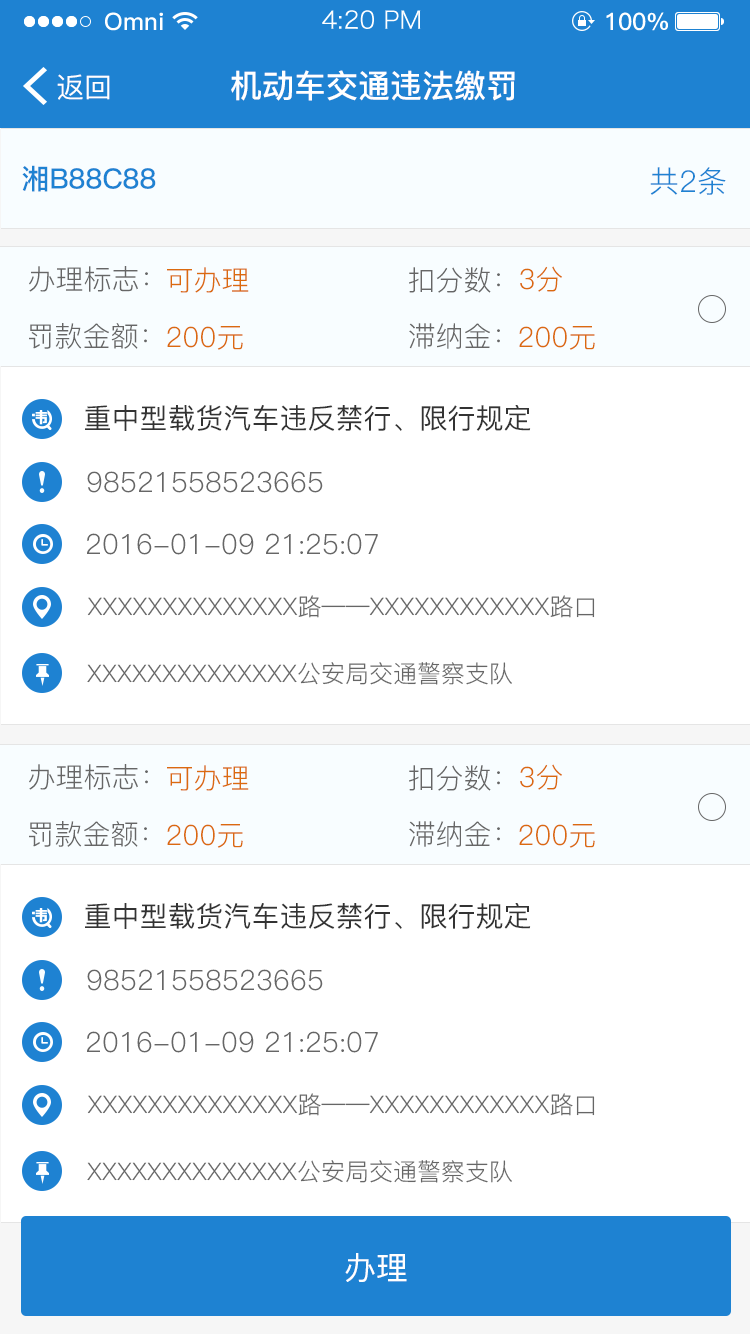 Omni 4:20 PM 100%
返回 机动车交通违法缴罚
湘B88C88 共2条
办理标志：可办理 扣分数：3分
罚款金额：200元 滞纳金：200元
违
重中型载货汽车违反禁行、限行规定
98521558523665
2016-01-09 21:25:07
XXXXXXXXXXXXXX路——XXXXXXXXXXXX路口
XXXXXXXXXXXXXX公安局交通警察支队
办理标志：可办理 扣分数：3分
罚款金额：200元 滞纳金：200元
违
重中型载货汽车违反禁行、限行规定
98521558523665
2016-01-09 21:25:07
XXXXXXXXXXXXXX路——XXXXXXXXXXXX路口
XXXXXXXXXXXXXX公安局交通警察支队
办理